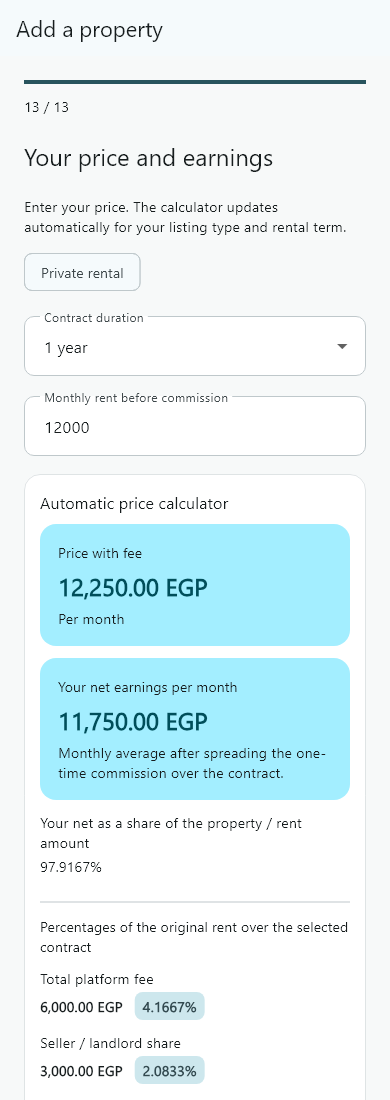 Add a property
13 / 13
Your price and earnings
Enter your price. The calculator updates
automatically for your listing type and rental term.
Private rental
Contract duration
1 year
Monthly rent before commission
12000
Automatic price calculator
Price with fee
12,250.00 EGP
Per month
Your net earnings per month
11,750.00 EGP
Monthly average after spreading the one-
time commission over the contract.
Your net as a share of the property / rent
amount
97.9167%
Percentages of the original rent over the selected
contract
Total platform fee
6,000.00 EGP 4.1667%
Seller / landlord share
3,000.00 EGP 2.0833%